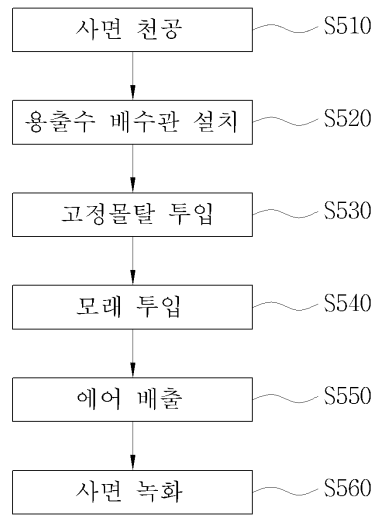 사면 천공 S510
용출수 배수관 설치 S520
고정몰탈 투입 S530
모래 투입 S540
에어 배출 S550
사면 녹화 S560